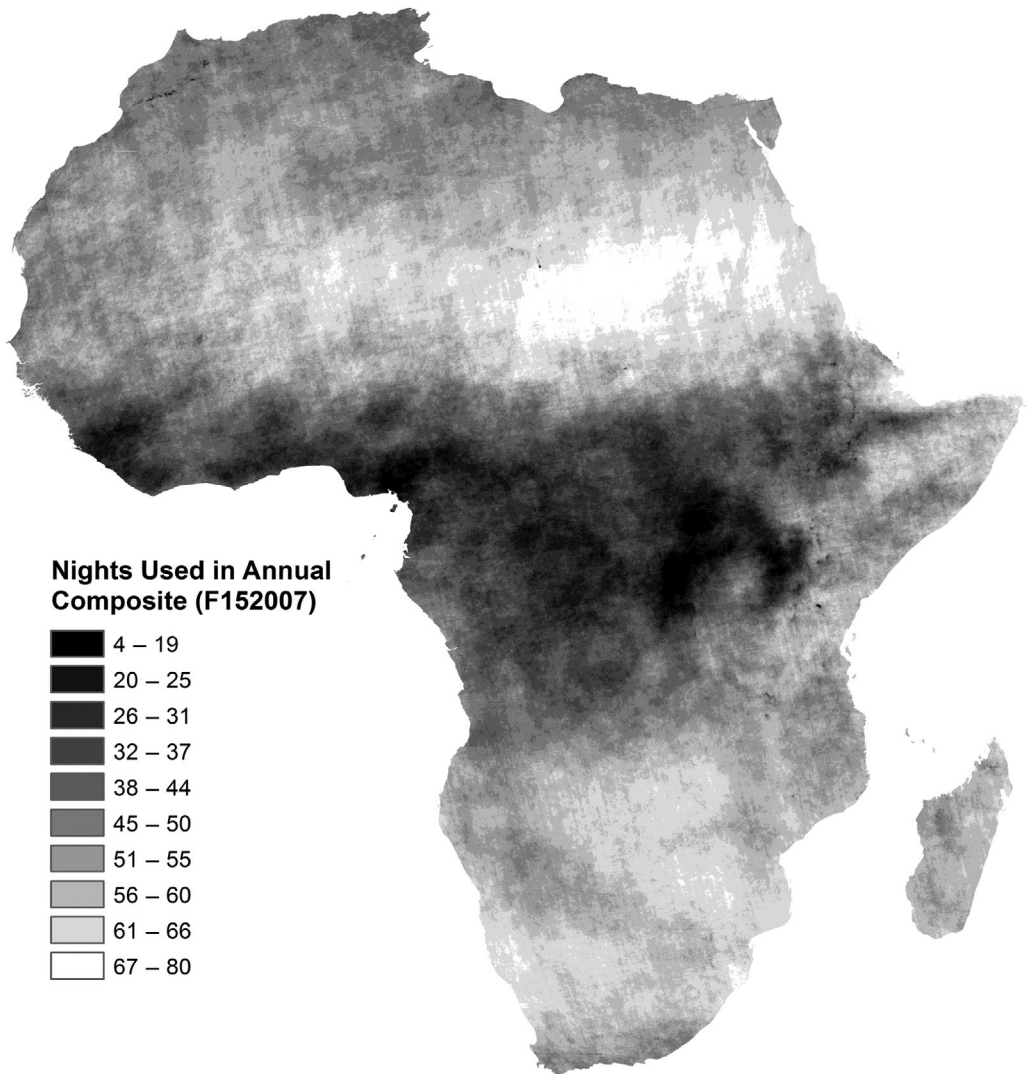 Nights Used in Annual
Composite (F152007)
4 – 19
20 – 25
26 – 31
32 – 37
38 – 44
45 – 50
51 – 55
56 – 60
61 – 66
67 – 80